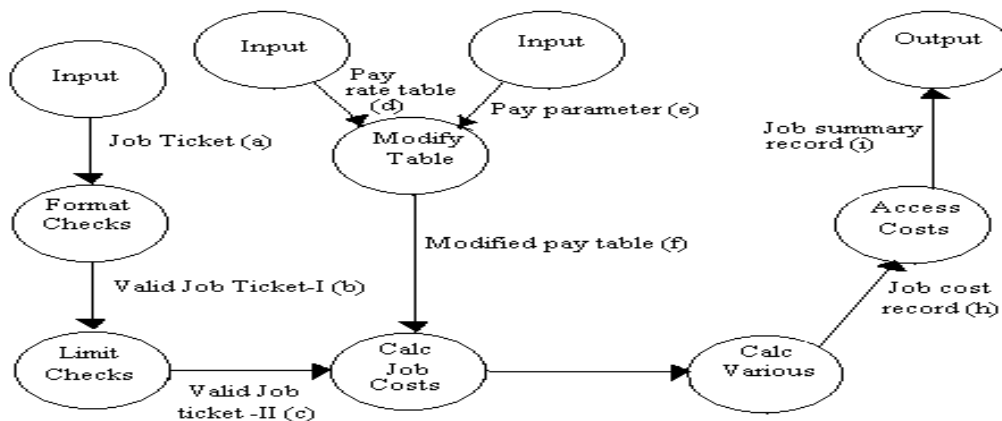 Input
Input
Output
Input
Pay
rate table
(d)
Pay parameter (e)
Job Ticket (a)
Modify
Table
Job summary
record (i)
Format
Checks
Access
Costs
Modified pay table (f)
Valid Job Ticket-I (b)
Job cost
record (h)
Limit
Checks
Calc
Job
Costs
Calc
Various
Valid Job
ticket -II (c)